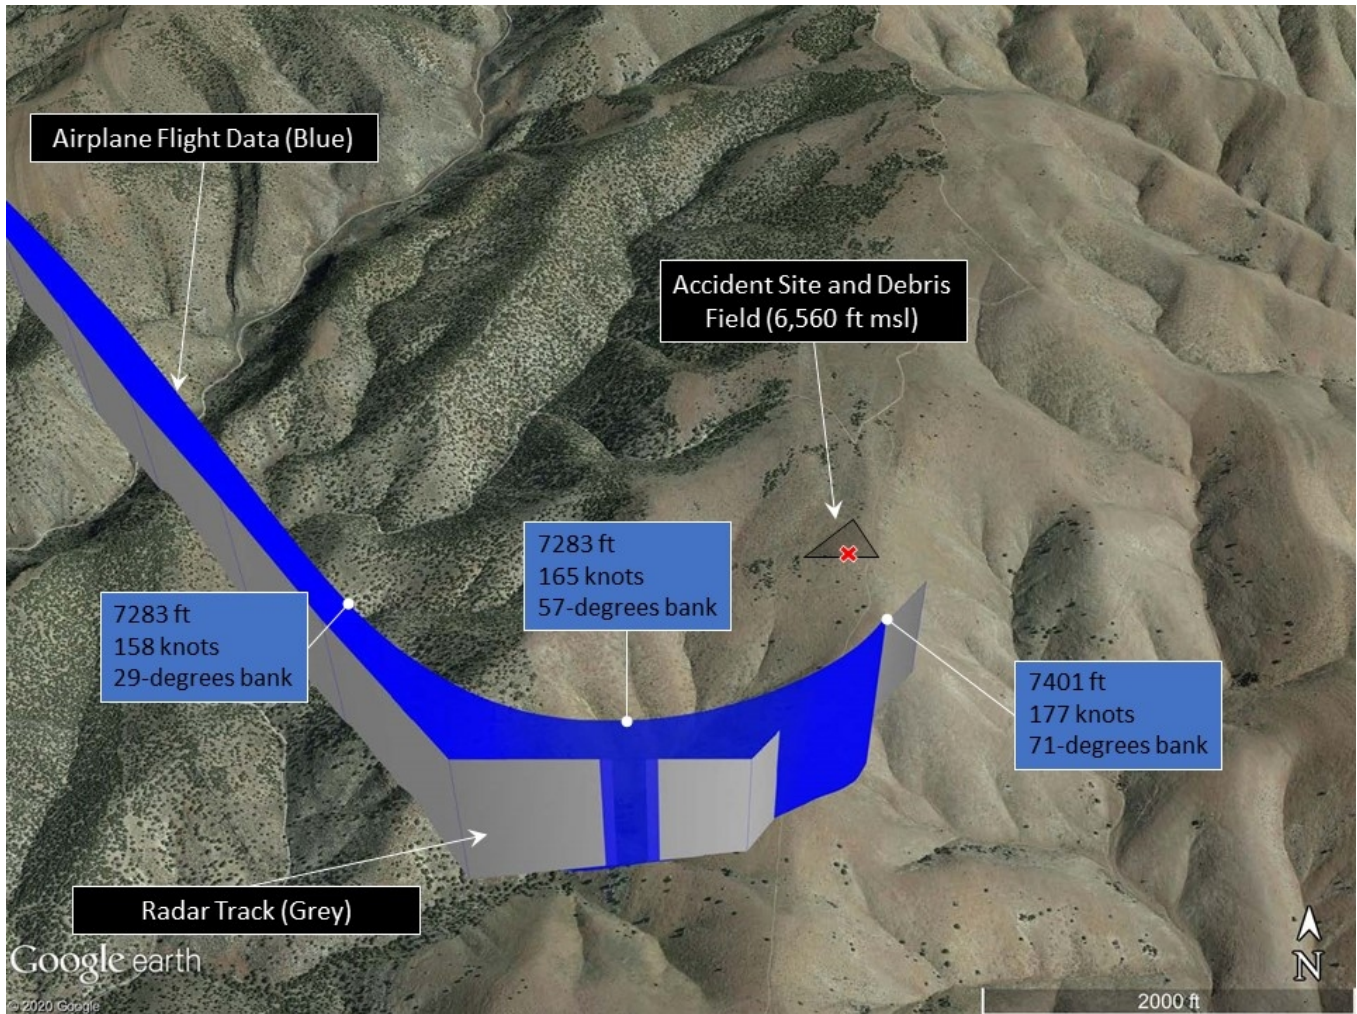 Airplane Flight Data (Blue)
Accident Site and Debris
Field (6,560 ft msl)
7283 ft
165 knots
57-degrees bank
7283 ft
158 knots
29-degrees bank
7401 ft
177 knots
71-degrees bank
Radar Track (Grey)
Google earth
© 2020 Google
N
2000 ft